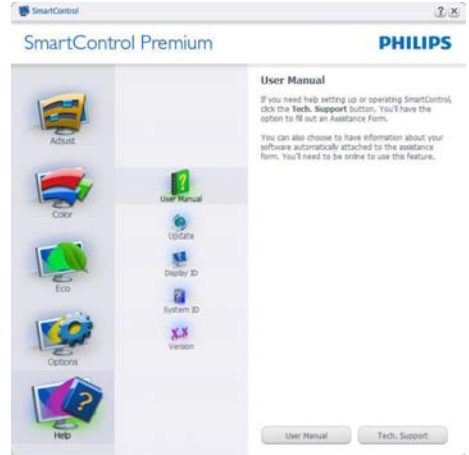 SmartControl
? x
SmartControl Premium
PHILIPS
Adjust
Color
Eco
Options
Help
User Manual
Update
Display ID
System ID
X.X
Version
User Manual
If you need help setting up or operating SmartControl,
click the Tech. Support button. You'll have the
option to fill out an Assistance Form.
You can also choose to have information about your
software automatically attached to the assistance
form. You'll need to be online to use this feature.
User Manual
Tech. Support